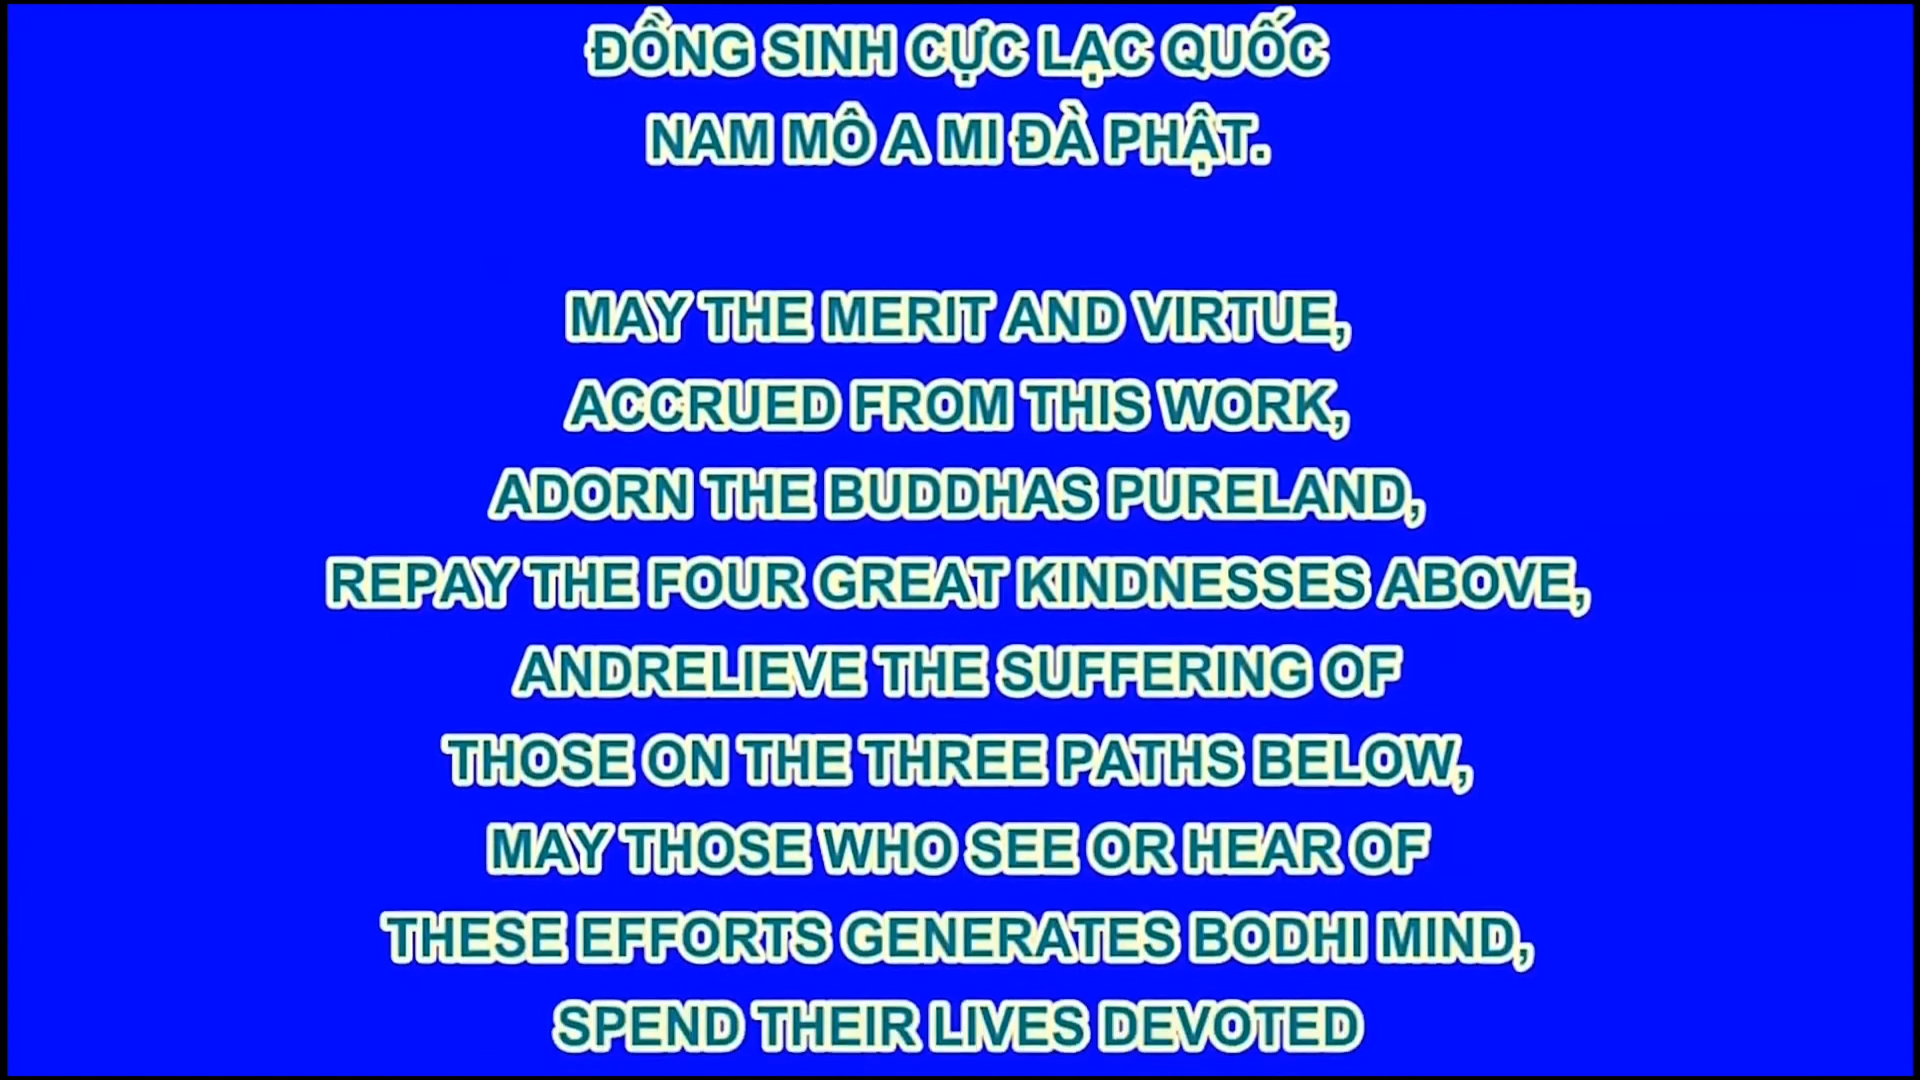 ĐỒNG SINH CỰC LẠC QUỐC
NAM MÔ A MI ĐÀ PHẬT.
MAY THE MERIT AND VIRTUE,
ACCRUED FROM THIS WORK,
ADORN THE BUDDHAS PURELAND,
REPAY THE FOUR GREAT KINDNESSES ABOVE,
ANDRELIEVE THE SUFFERING OF
THOSE ON THE THREE PATHS BELOW,
MAY THOSE WHO SEE OR HEAR OF
THESE EFFORTS GENERATES BODHI MIND,
SPEND THEIR LIVES DEVOTED